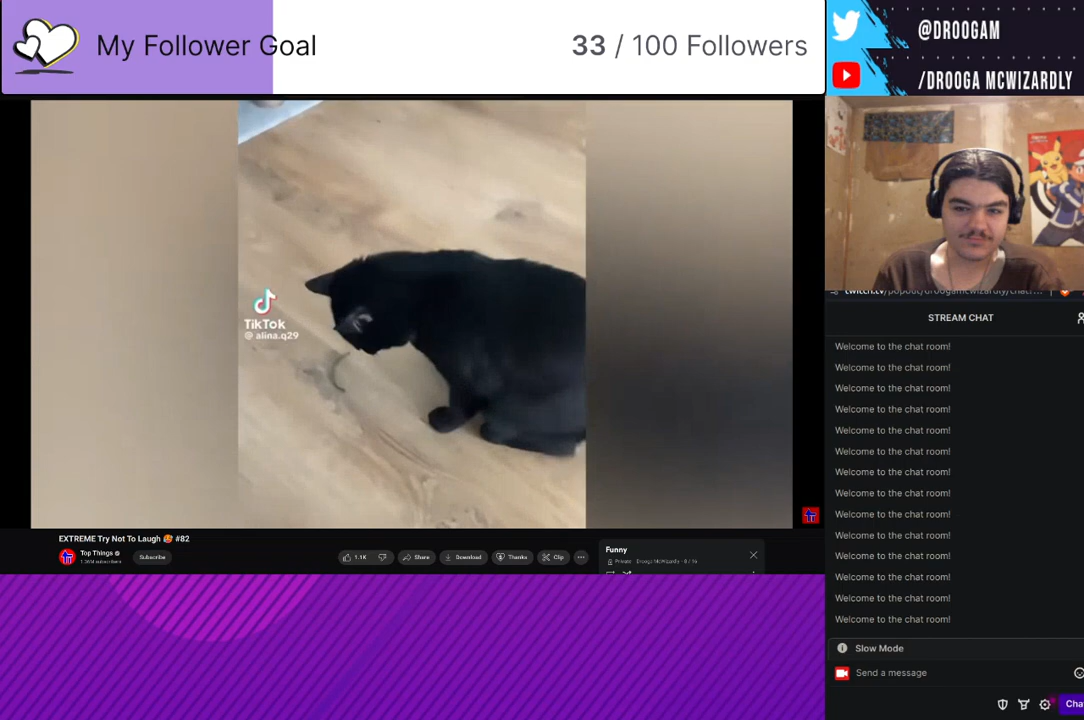 My Follower Goal
33 / 100 Followers
@DROOGAM
/DROOGA MCWIZARDLY
TikTok
@ alina.q29
STREAM CHAT
Welcome to the chat room!
Welcome to the chat room!
Welcome to the chat room!
Welcome to the chat room!
Welcome to the chat room!
Welcome to the chat room!
Welcome to the chat room!
Welcome to the chat room!
Welcome to the chat room!
Welcome to the chat room!
Welcome to the chat room!
Welcome to the chat room!
Welcome to the chat room!
Welcome to the chat room!
Slow Mode
Send a message
Cha
EXTREME Try Not To Laugh 🥵 #82
Top Things
Subscribe
1.1K
Share
Download
Thanks
Clip
Funny
Private Drooga McWizardly